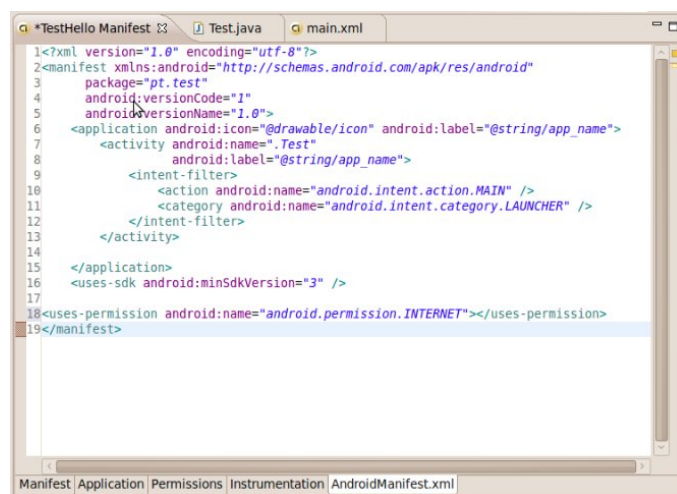 *TestHello Manifest Test.java main.xml
1<?xml version="1.0" encoding="utf-8"?>
2<manifest xmlns:android="http://schemas.android.com/apk/res/android"
3 package="pt.test"
4 android:versionCode="1"
5 android:versionName="1.0">
6 <application android:icon="@drawable/icon" android:label="@string/app_name">
7 <activity android:name=".Test"
8 android:label="@string/app_name">
9 <intent-filter>
10 <action android:name="android.intent.action.MAIN" />
11 <category android:name="android.intent.category.LAUNCHER" />
12 </intent-filter>
13 </activity>
14
15 </application>
16 <uses-sdk android:minSdkVersion="3" />
17
18<uses-permission android:name="android.permission.INTERNET"></uses-permission>
19</manifest>
Manifest Application Permissions Instrumentation AndroidManifest.xml